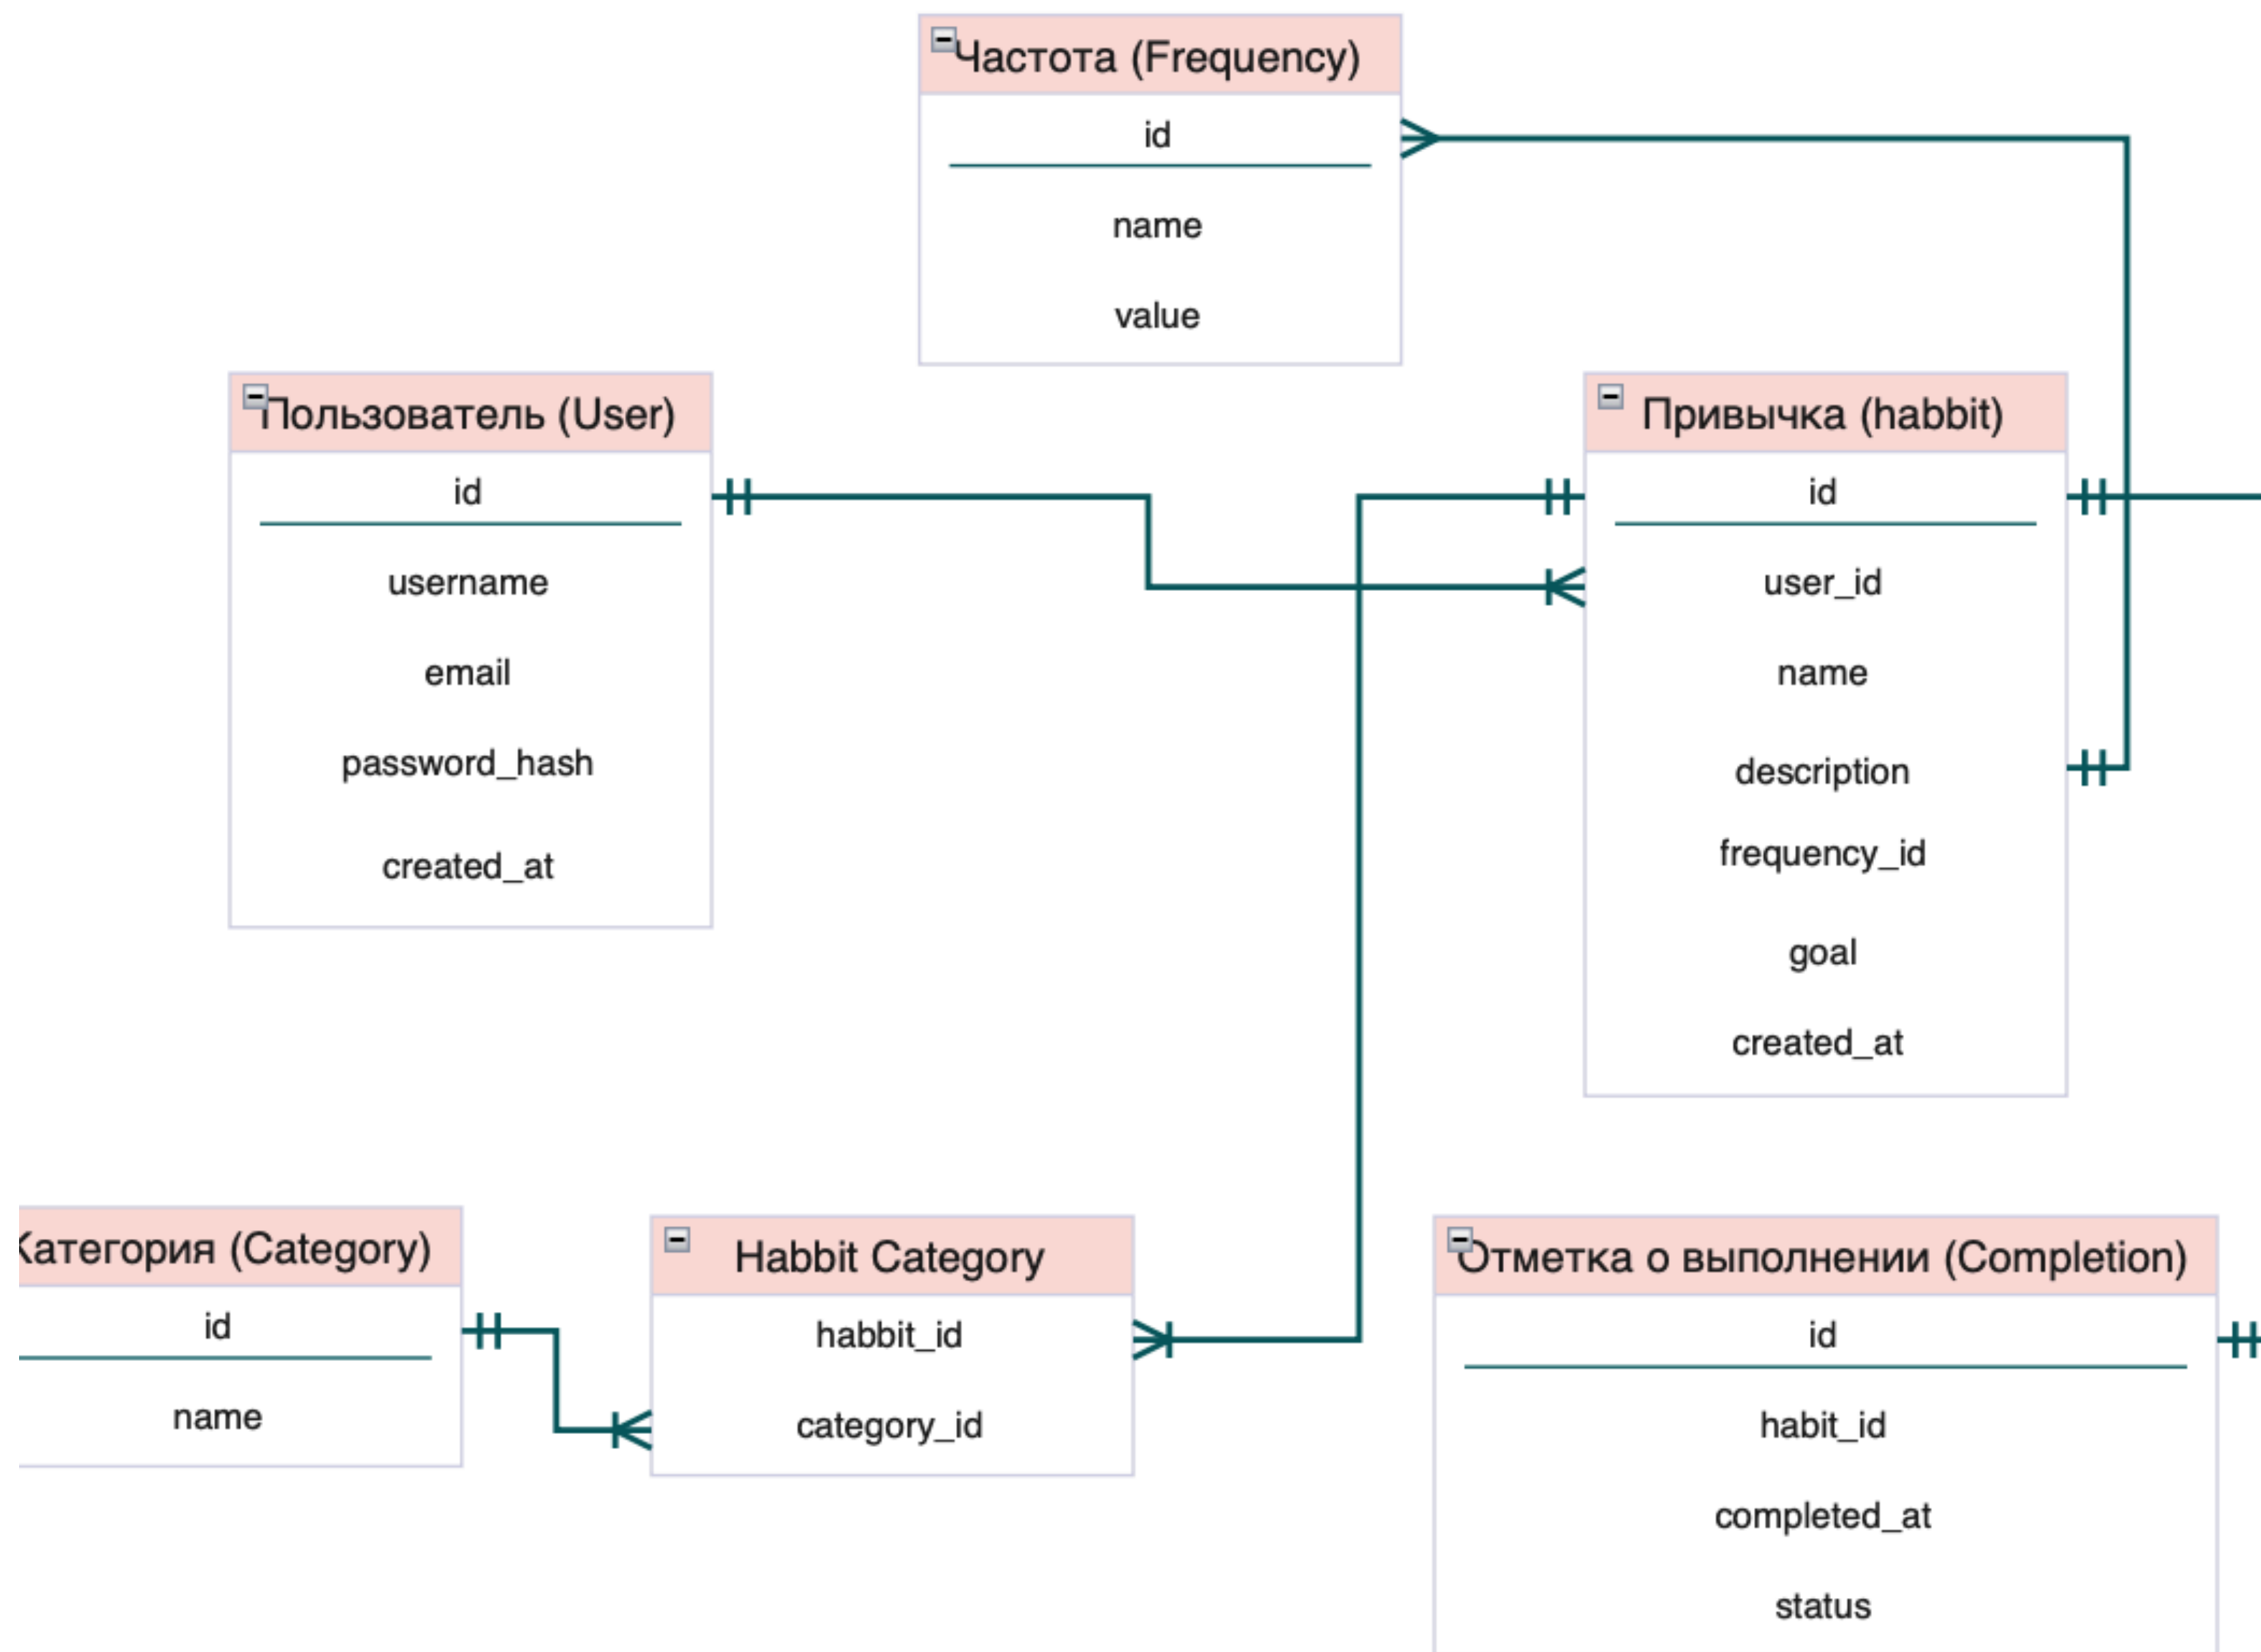 Частота (Frequency)
id
name
value
Пользователь (User)
id
username
email
password_hash
created_at
Привычка (habbit)
id
user_id
name
description
frequency_id
goal
created_at
Категория (Category)
id
name
Habbit Category
habbit_id
category_id
Отметка о выполнении (Completion)
id
habit_id
completed_at
status